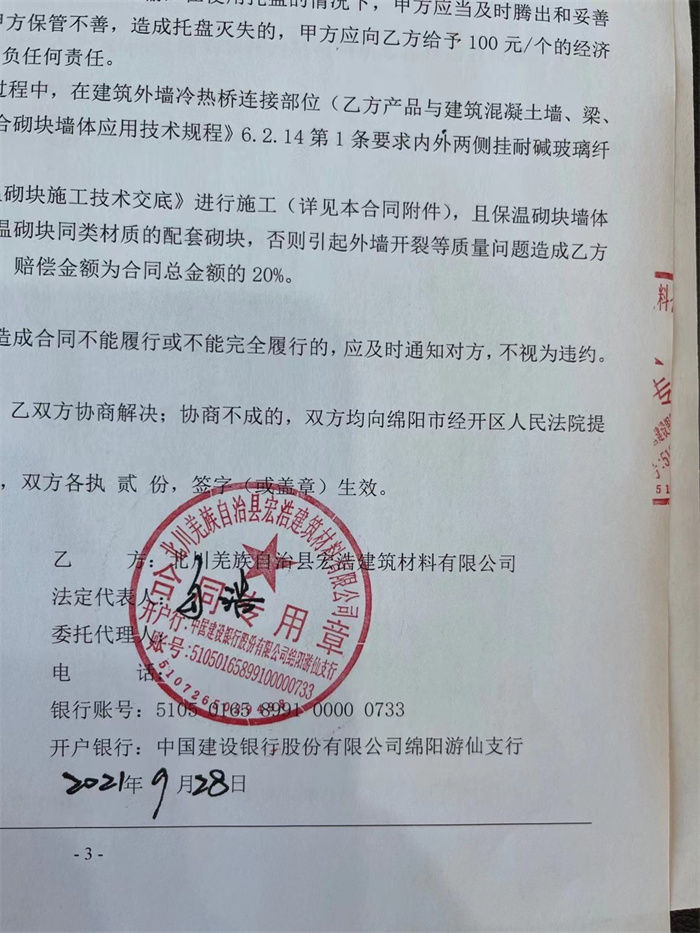 使用托盘的情况下，甲方应当及时腾出和妥善
甲方保管不善，造成托盘灭失的，甲方应向乙方给予 100 元/个的经济
负任何责任。
过程中，在建筑外墙冷热桥连接部位（乙方产品与建筑混凝土墙、梁、
合砌块墙体应用技术规程》6.2.14 第 1 条要求内外两侧挂耐碱玻璃纤
砌块施工技术交底》进行施工（详见本合同附件），且保温砌块墙体
温砌块同类材质的配套砌块，否则引起外墙开裂等质量问题造成乙方
赔偿金额为合同总金额的 20%。
造成合同不能履行或不能完全履行的，应及时通知对方，不视为违约。
乙双方协商解决；协商不成的，双方均向绵阳市经开区人民法院提
，双方各执 贰 份，签字（或盖章）生效。
乙 方：北川羌族自治县宏浩建筑材料有限公司
法定代表人：
委托代理人：
电 话：
银行账号：5105 0165 8991 0000 0733
开户银行：中国建设银行股份有限公司绵阳游仙支行
2021年 9 月28日
- 3 -
北川羌族自治县宏浩建筑材料有限公司
合同专用章
开户行:中国建设银行股份有限公司绵阳游仙支行
账号:51050165899100000733
料
专